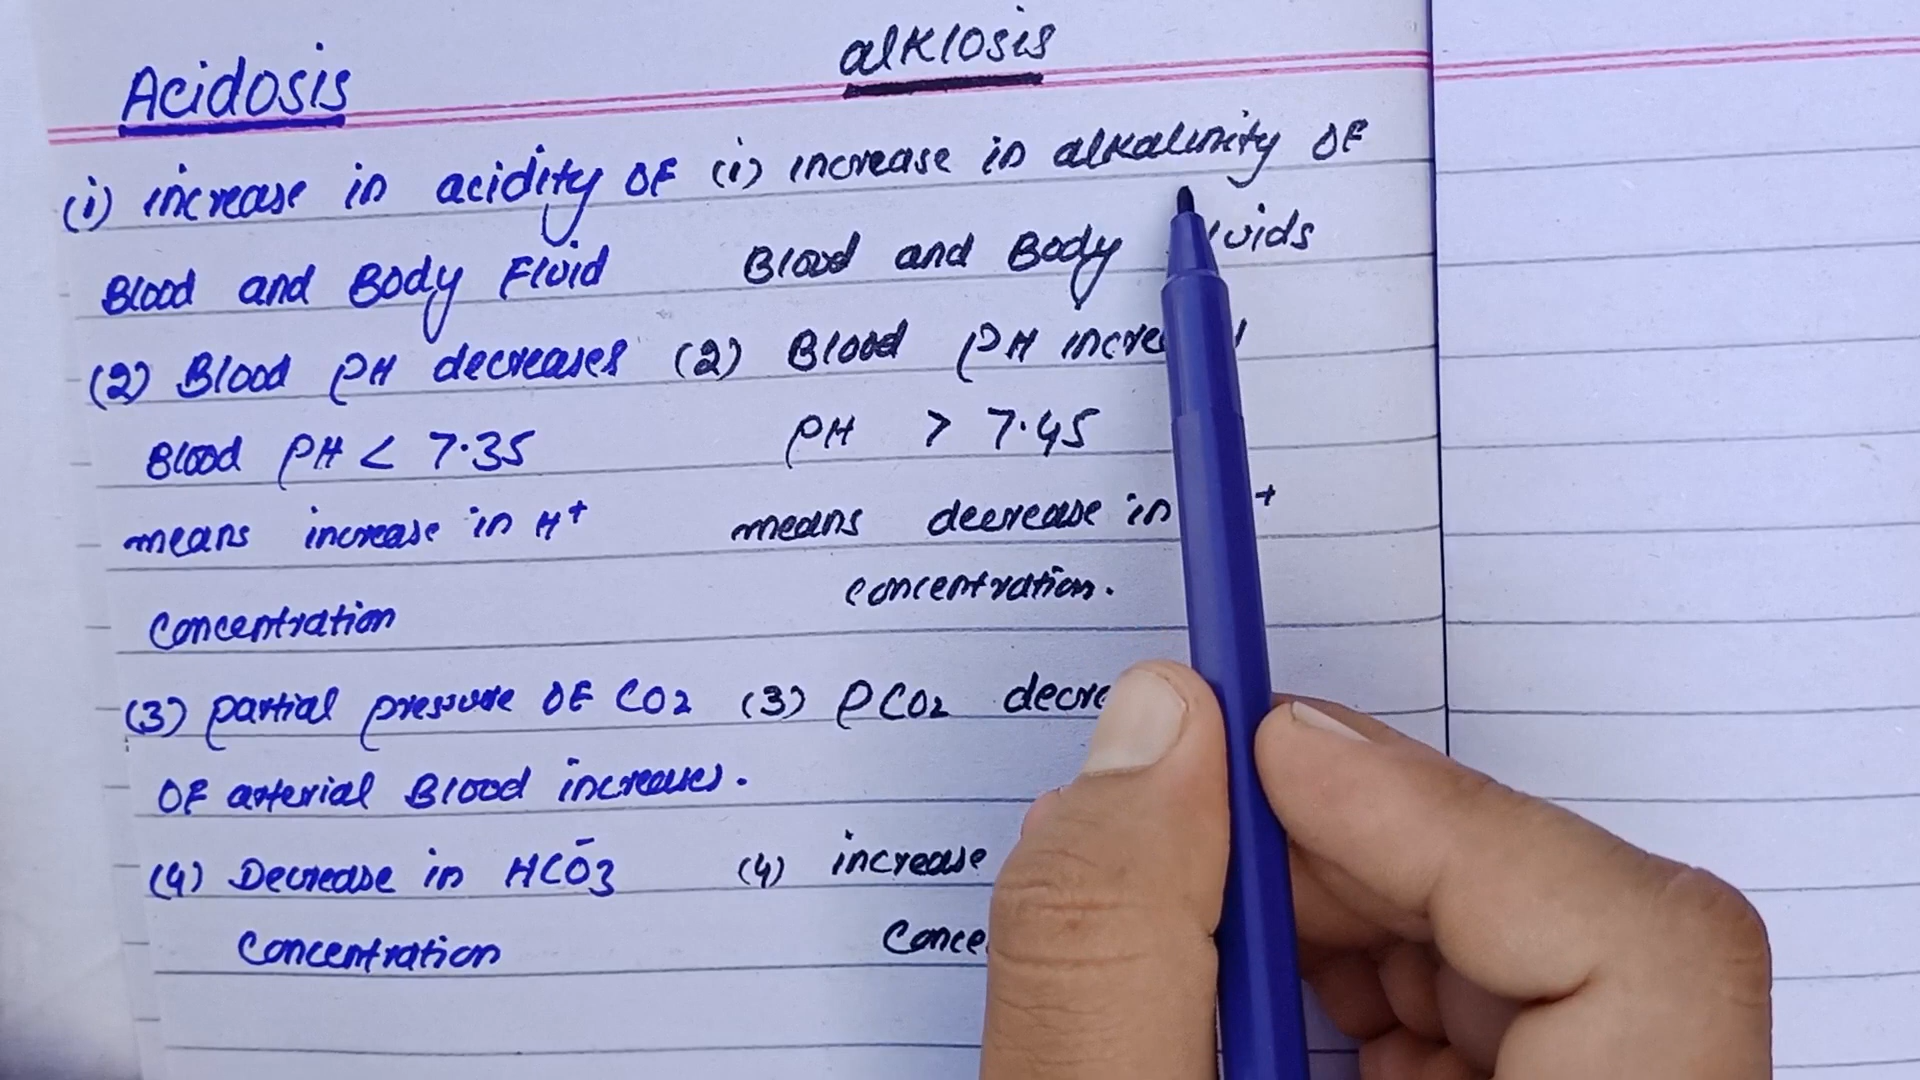 Acidosis
alklosis
(i) increase in acidity of
Blood and Body Fluid
(2) Blood PH decreases
Blood PH < 7.35
means increase in H+
Concentration
(3) partial pressure of CO2
of arterial Blood increases.
(4) Decrease in HCO3-
Concentration
(i) increase in alkalinity of
Blood and Body
(2) Blood PH
PH > 7.45
means decrease in
concentration.
(3) PCO2
(4) increase